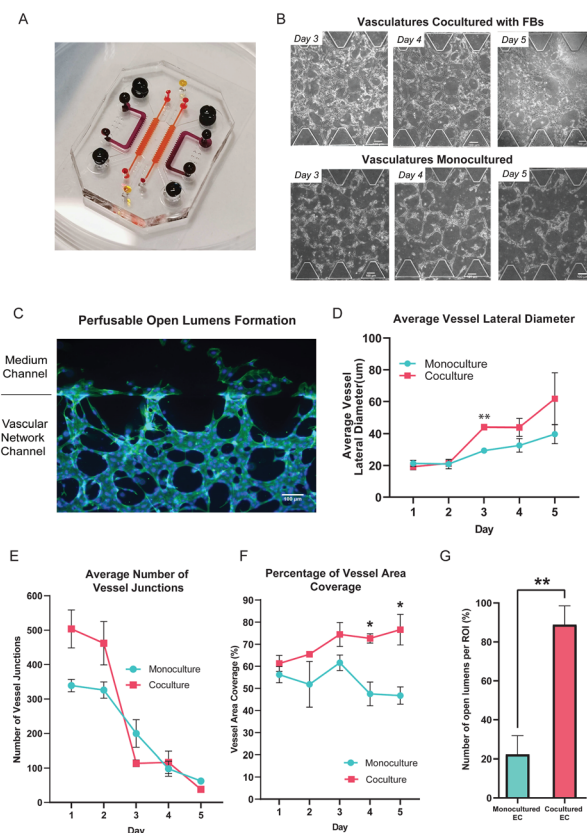 A
B
Vasculatures Cocultured with FBs
Day 3
Day 4
Day 5
Vasculatures Monocultured
Day 3
Day 4
Day 5
C
Perfusable Open Lumens Formation
Medium
Channel
Vascular
Network
Channel
100 µm
D
Average Vessel Lateral Diameter
Average Vessel
Lateral Diameter(um)
100
80
60
40
20
0
Monoculture
Coculture
**
1 2 3 4 5
Day
E
Average Number of
Vessel Junctions
Number of Vessel Junctions
600
500
400
300
200
100
0
Monoculture
Coculture
1 2 3 4 5
Day
F
Percentage of Vessel Area
Coverage
Vessel Area Coverage (%)
90
80
70
60
50
40
30
20
10
0
*
*
Monoculture
Coculture
1 2 3 4 5
Day
G
Number of open lumens per ROI (%)
100
80
60
40
20
0
**
Monocultured
EC
Cocultured
EC